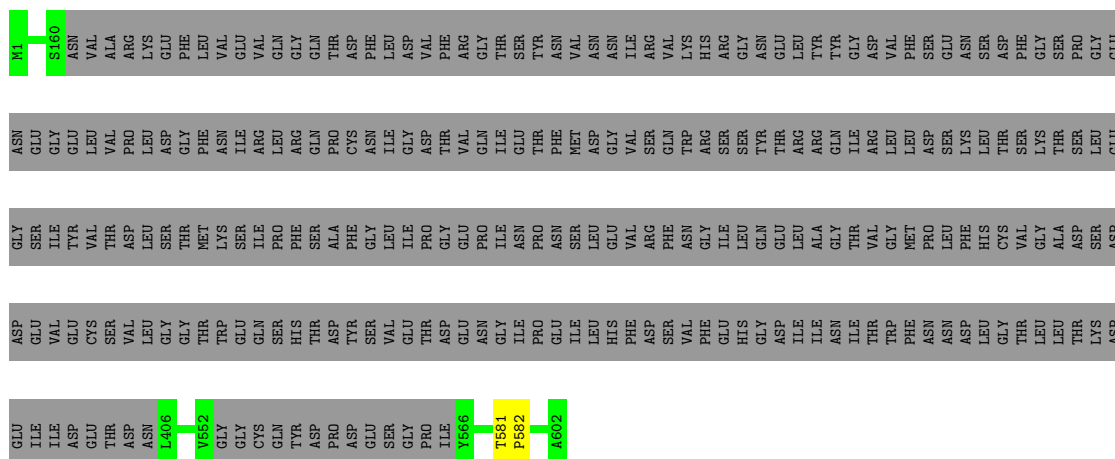 M1 S160 ASN VAL ALA ARG LYS GLU PHE LEU VAL GLU VAL GLN GLY GLN THR ASP PHE LEU ASP VAL PHE ARG GLY THR SER TYR ASN VAL ASN ASN ILE ARG VAL LYS HIS ARG GLY ASN GLU LEU TYR TYR GLY ASP VAL PHE SER GLU ASN SER ASP PHE GLY SER PRO GLY GLU
ASN GLU GLY GLU LEU VAL PRO LEU ASP GLY PHE ASN ILE ARG LEU ARG GLN PRO CYS ASN ILE GLY ASP THR VAL GLN ILE GLU THR PHE MET ASP GLY VAL SER GLN TRP ARG SER SER TYR THR ARG ARG GLN ILE ARG LEU LEU ASP SER LYS LEU THR SER LYS THR SER LEU GLU
GLY SER ILE TYR VAL THR ASP LEU SER THR MET LYS SER ILE PRO PHE SER ALA PHE GLY LEU ILE PRO GLY GLU PRO ILE ASN PRO ASN SER LEU GLU VAL ARG PHE ASN GLY ILE LEU GLN GLU LEU ALA GLY THR VAL GLY MET PRO LEU PHE HIS CYS VAL GLY ALA ASP SER ASP
ASP GLU VAL GLU CYS SER VAL LEU GLY GLY THR TRP GLU GLN SER HIS THR ASP TYR SER VAL GLU THR ASP GLU ASN GLY ILE PRO GLU ILE LEU HIS PHE ASP SER VAL PHE GLU HIS GLY ASP ILE ILE ASN ILE THR TRP PHE ASN ASN ASP LEU GLY THR LEU LEU THR LYS ASP
GLU ILE ILE ASP GLU THR ASP ASN L406 V552 GLY GLY CYS GLN TYR ASP PRO ASP GLU SER GLY PRO ILE Y566 T581 P582 A602